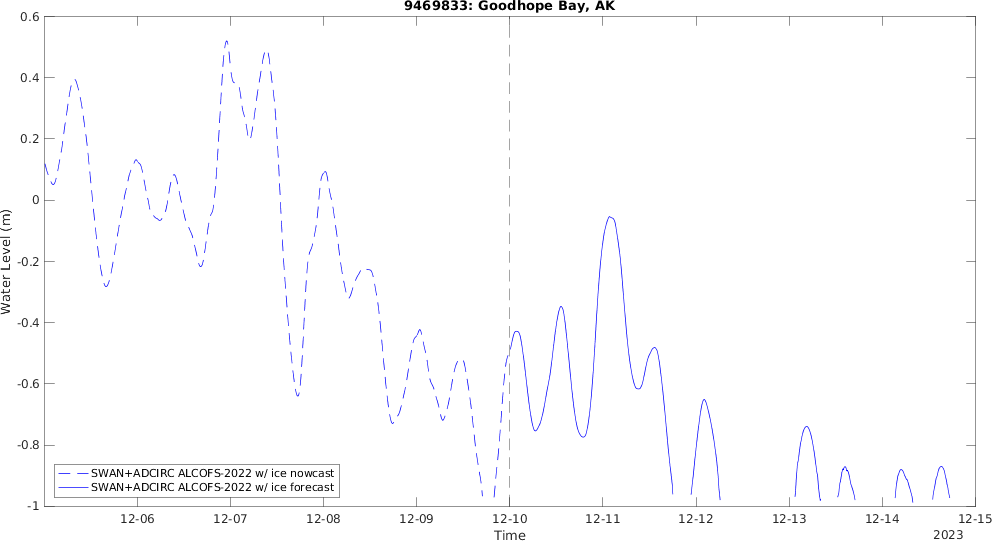 9469833: Goodhope Bay, AK
0.6
0.4
0.2
0
-0.2
-0.4
-0.6
-0.8
-1
Water Level (m)
SWAN+ADCIRC ALCOFS-2022 w/ ice nowcast
SWAN+ADCIRC ALCOFS-2022 w/ ice forecast
12-06 12-07 12-08 12-09 12-10 12-11 12-12 12-13 12-14 12-15
Time
2023